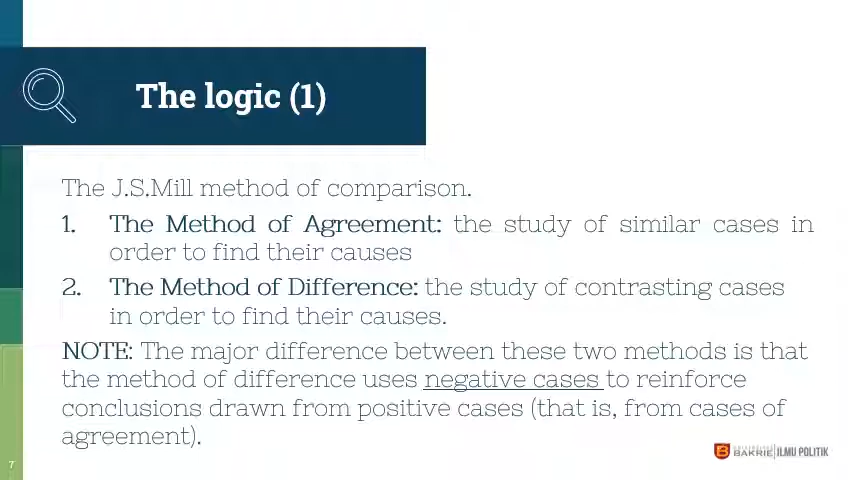 The logic (1)
The J.S.Mill method of comparison.
1. The Method of Agreement: the study of similar cases in
order to find their causes
2. The Method of Difference: the study of contrasting cases
in order to find their causes.
NOTE: The major difference between these two methods is that
the method of difference uses negative cases to reinforce
conclusions drawn from positive cases (that is, from cases of
agreement).
7
BAKRIE ILMU POLITIK